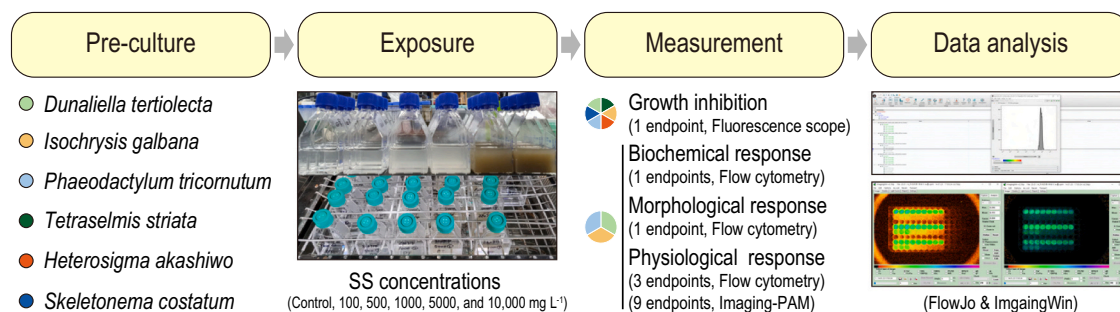 Pre-culture
Exposure
Measurement
Data analysis
Dunaliella tertiolecta
Isochrysis galbana
Phaeodactylum tricornutum
Tetraselmis striata
Heterosigma akashiwo
Skeletonema costatum
SS concentrations
(Control, 100, 500, 1000, 5000, and 10,000 mg L-1)
Growth inhibition
(1 endpoint, Fluorescence scope)
Biochemical response
(1 endpoints, Flow cytometry)
Morphological response
(1 endpoint, Flow cytometry)
Physiological response
(3 endpoints, Flow cytometry)
(9 endpoints, Imaging-PAM)
(FlowJo & ImgaingWin)